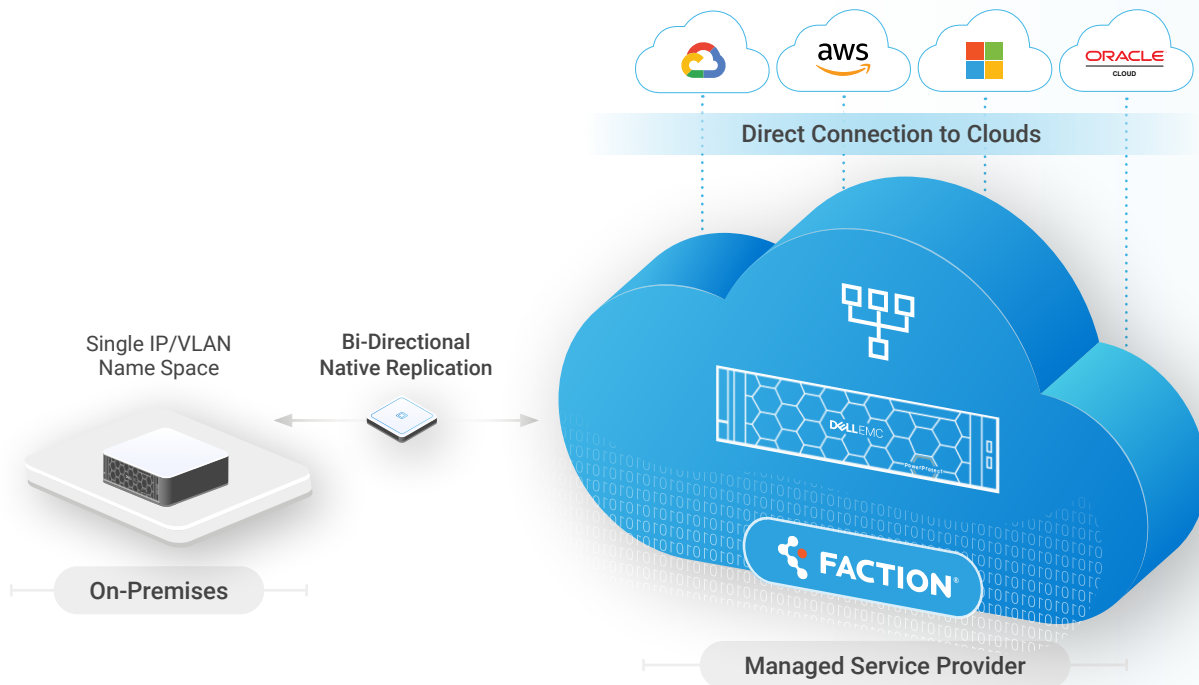 aws
ORACLE
CLOUD
Direct Connection to Clouds
Single IP/VLAN
Name Space
Bi-Directional
Native Replication
DELLEMC
PowerProtect
FACTION®
On-Premises
Managed Service Provider